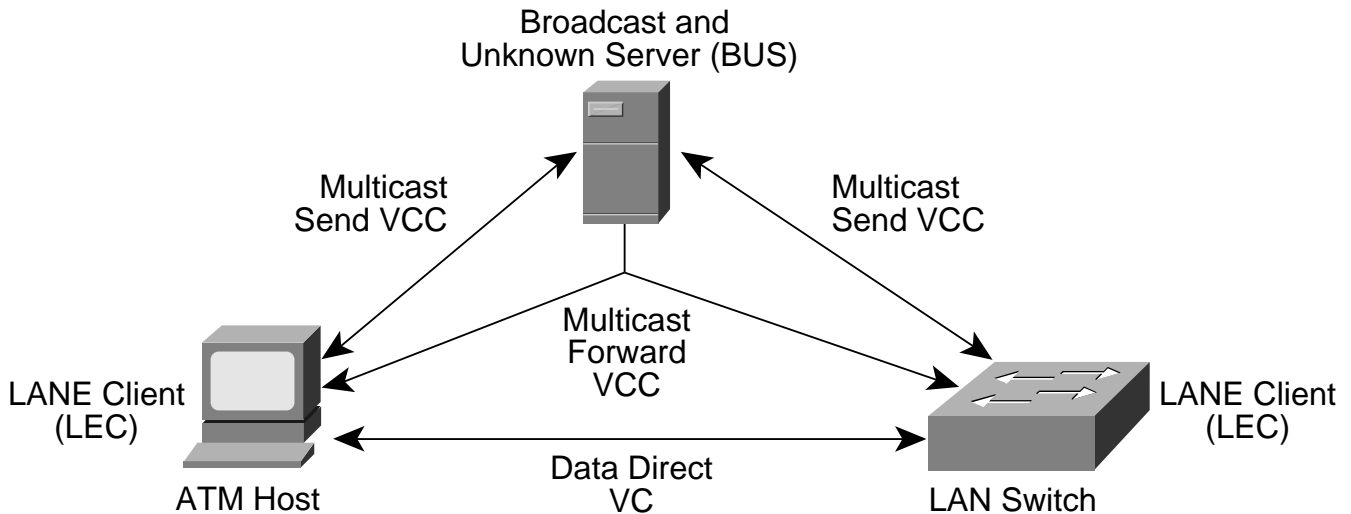 Broadcast and
Unknown Server (BUS)
Multicast
Send VCC
Multicast
Send VCC
Multicast
Forward
VCC
LANE Client
(LEC)
LANE Client
(LEC)
Data Direct
VC
ATM Host
LAN Switch